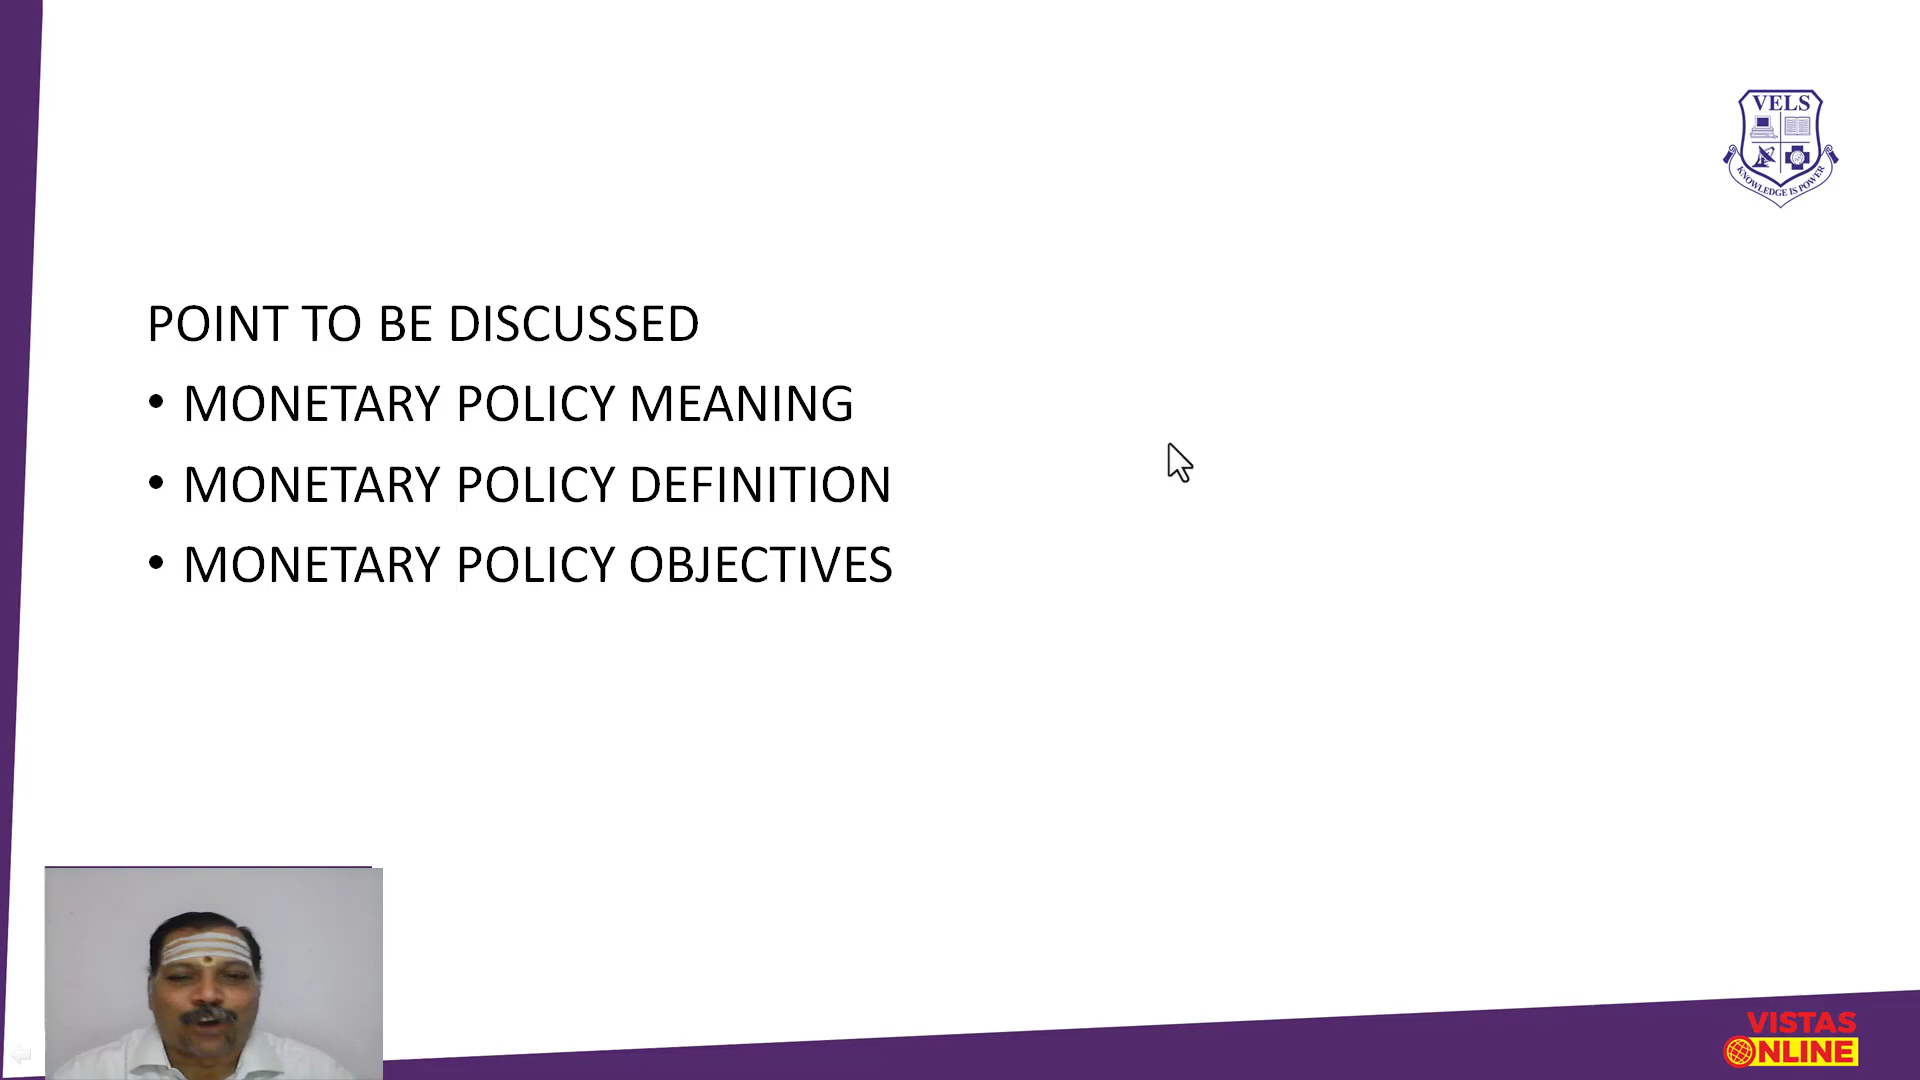 VELS
KNOWLEDGE IS POWER
POINT TO BE DISCUSSED
• MONETARY POLICY MEANING
• MONETARY POLICY DEFINITION
• MONETARY POLICY OBJECTIVES
VISTAS
ONLINE